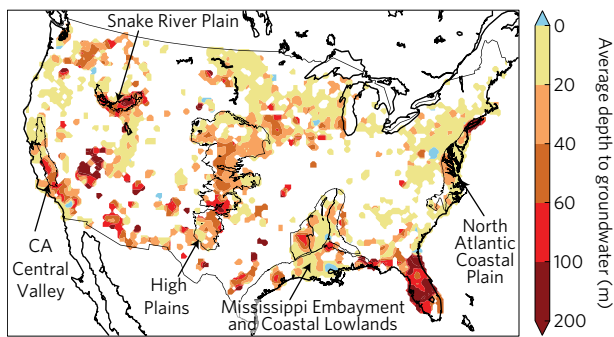 Snake River Plain
CA
Central
Valley
High
Plains
Mississippi Embayment
and Coastal Lowlands
North
Atlantic
Coastal
Plain
0
20
40
60
100
200
Average depth to groundwater (m)